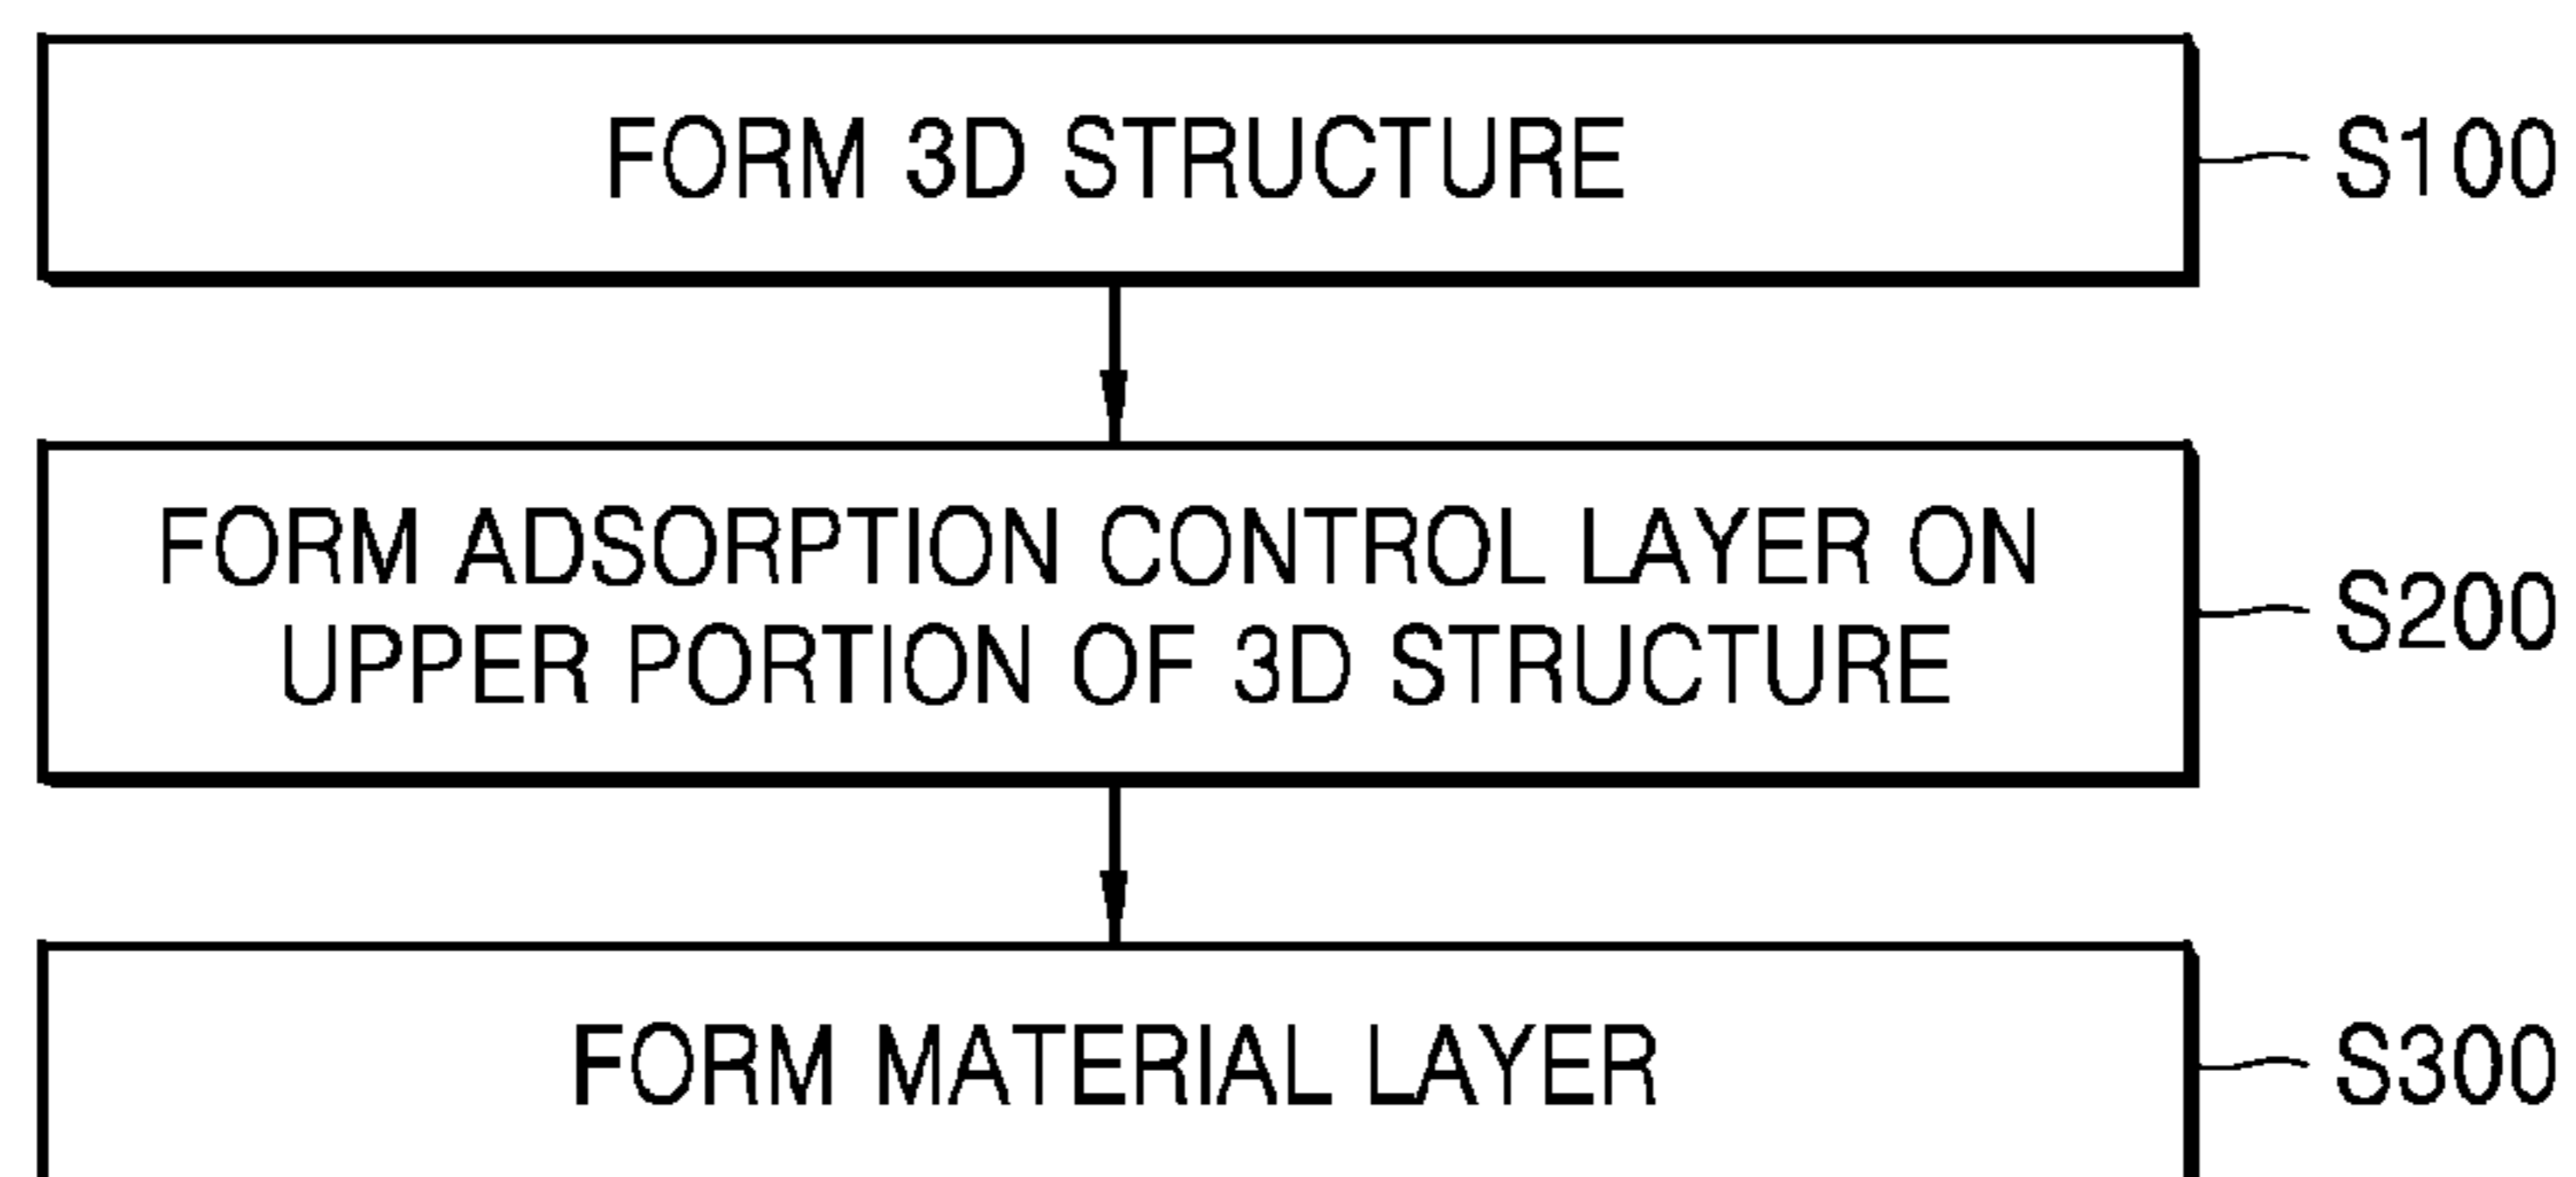 FORM 3D STRUCTURE
S100
FORM ADSORPTION CONTROL LAYER ON
UPPER PORTION OF 3D STRUCTURE
S200
FORM MATERIAL LAYER
S300